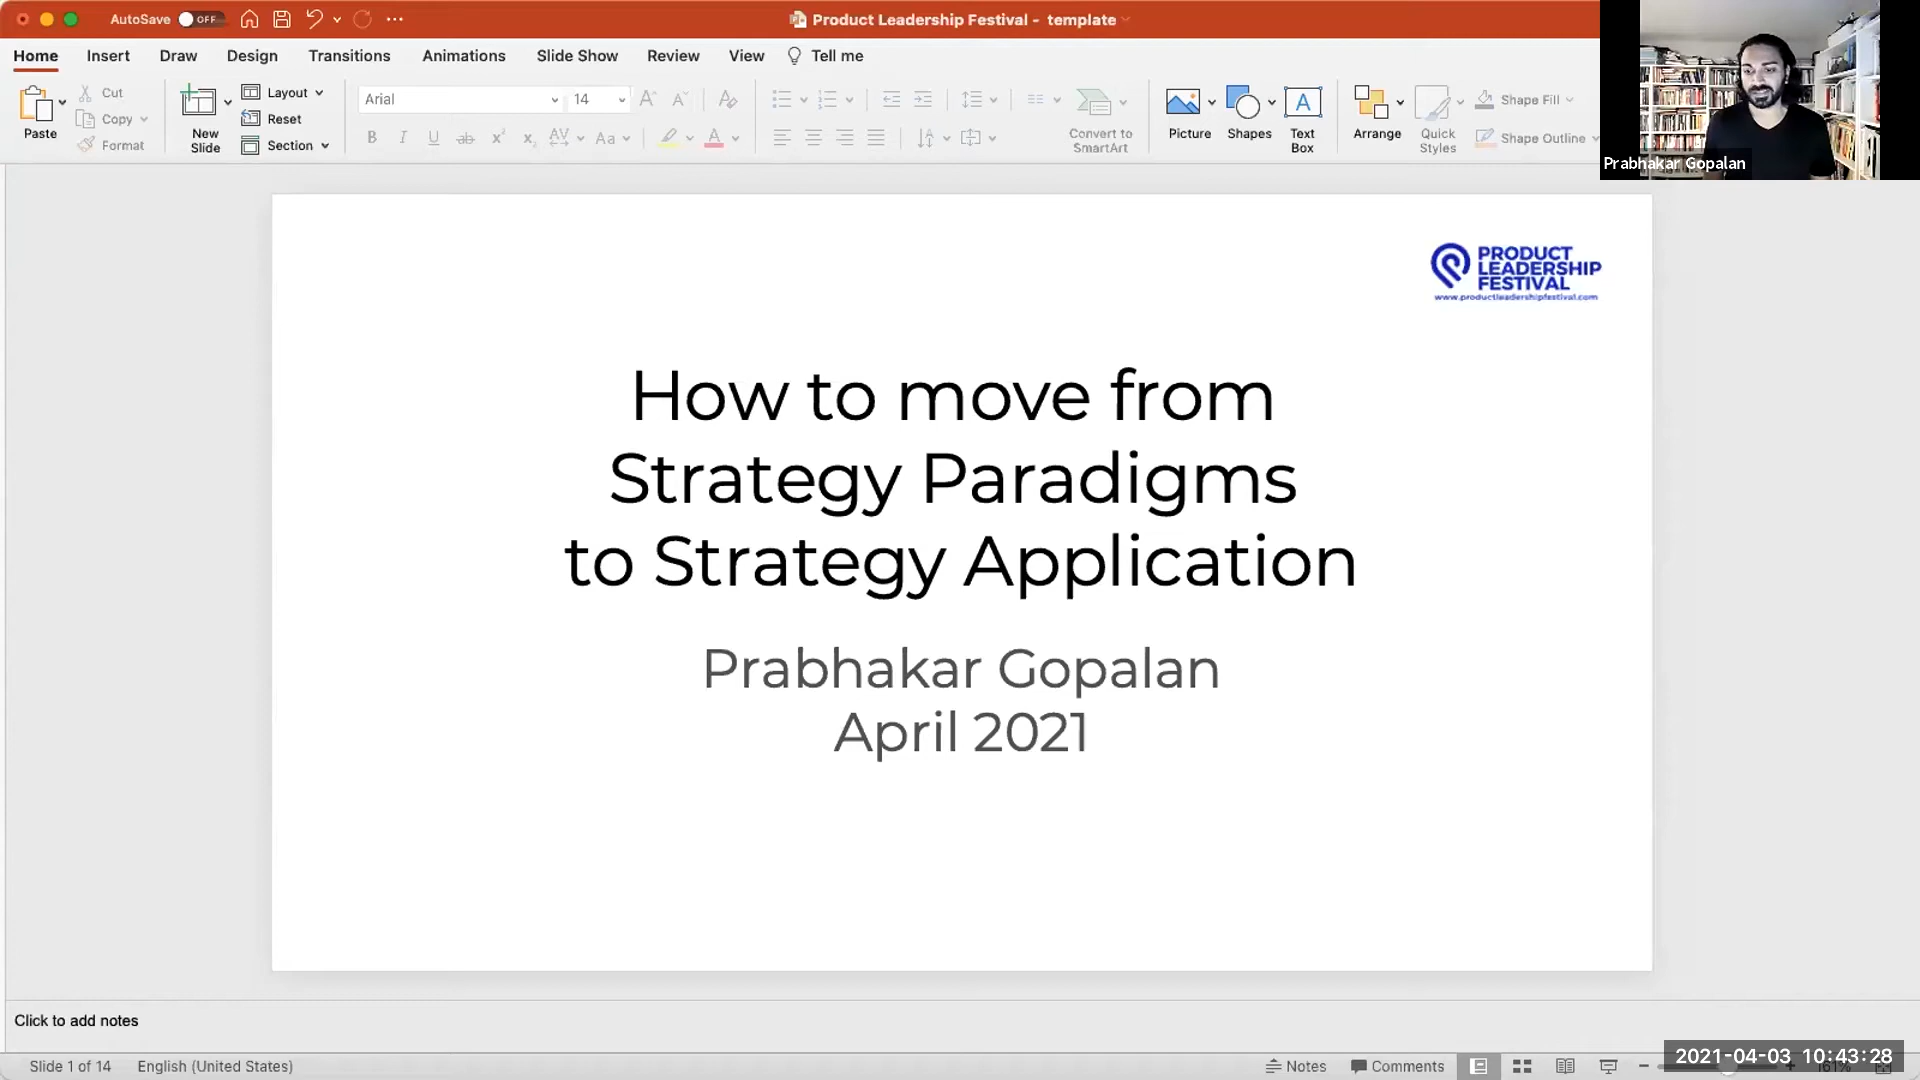 AutoSave OFF
Product Leadership Festival - template
Home Insert Draw Design Transitions Animations Slide Show Review View Tell me
Paste
Cut
Copy
Format
New
Slide
Layout
Reset
Section
Arial 14
Convert to
SmartArt
Picture
Shapes
Text
Box
Arrange
Quick
Styles
Shape Fill
Shape Outline
Prabhakar Gopalan
PRODUCT
LEADERSHIP
FESTIVAL
www.productleadershipfestival.com
How to move from
Strategy Paradigms
to Strategy Application
Prabhakar Gopalan
April 2021
Click to add notes
Slide 1 of 14 English (United States) Notes Comments 161%
2021-04-03 10:43:28